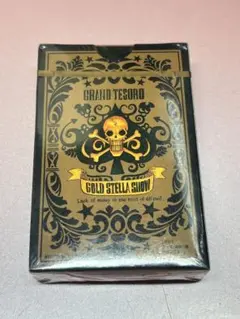 GRAND TESORO
GOLD STELLA SHOW
Lack of money is the root of all evil.